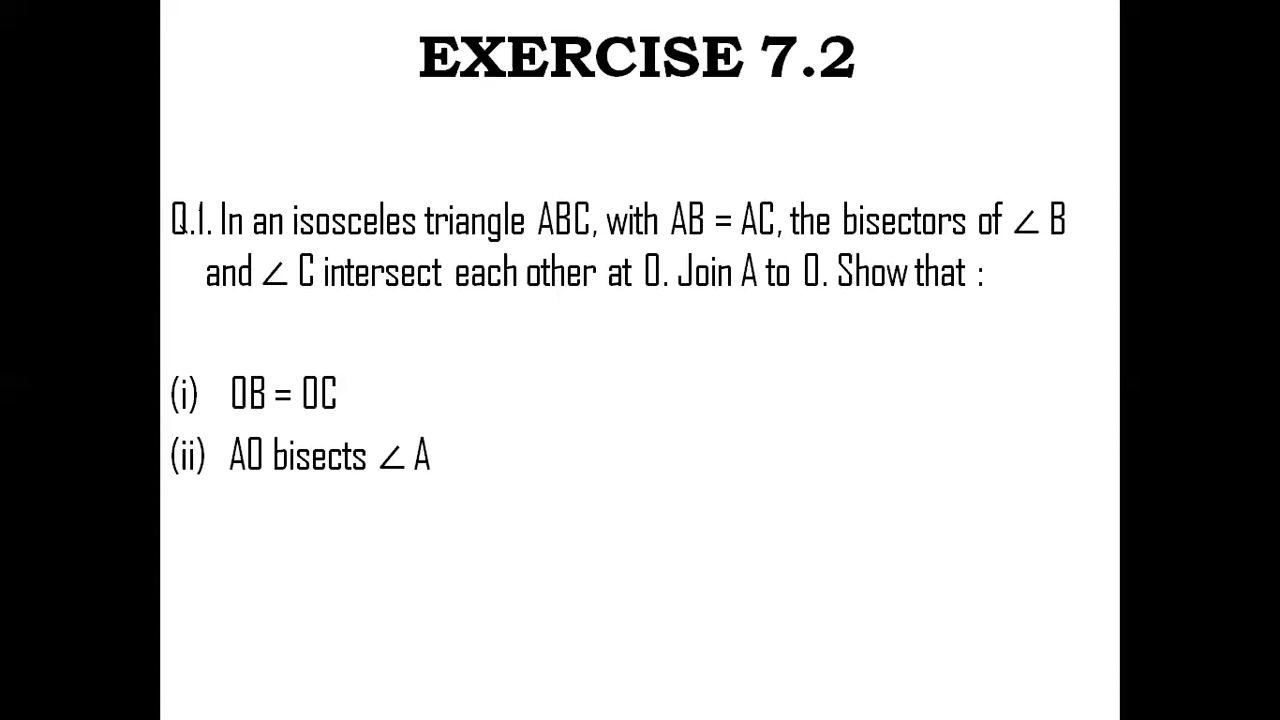 EXERCISE 7.2
Q.1. In an isosceles triangle ABC, with AB = AC, the bisectors of ∠ B
and ∠ C intersect each other at O. Join A to O. Show that :
(i) OB = OC
(ii) AO bisects ∠ A